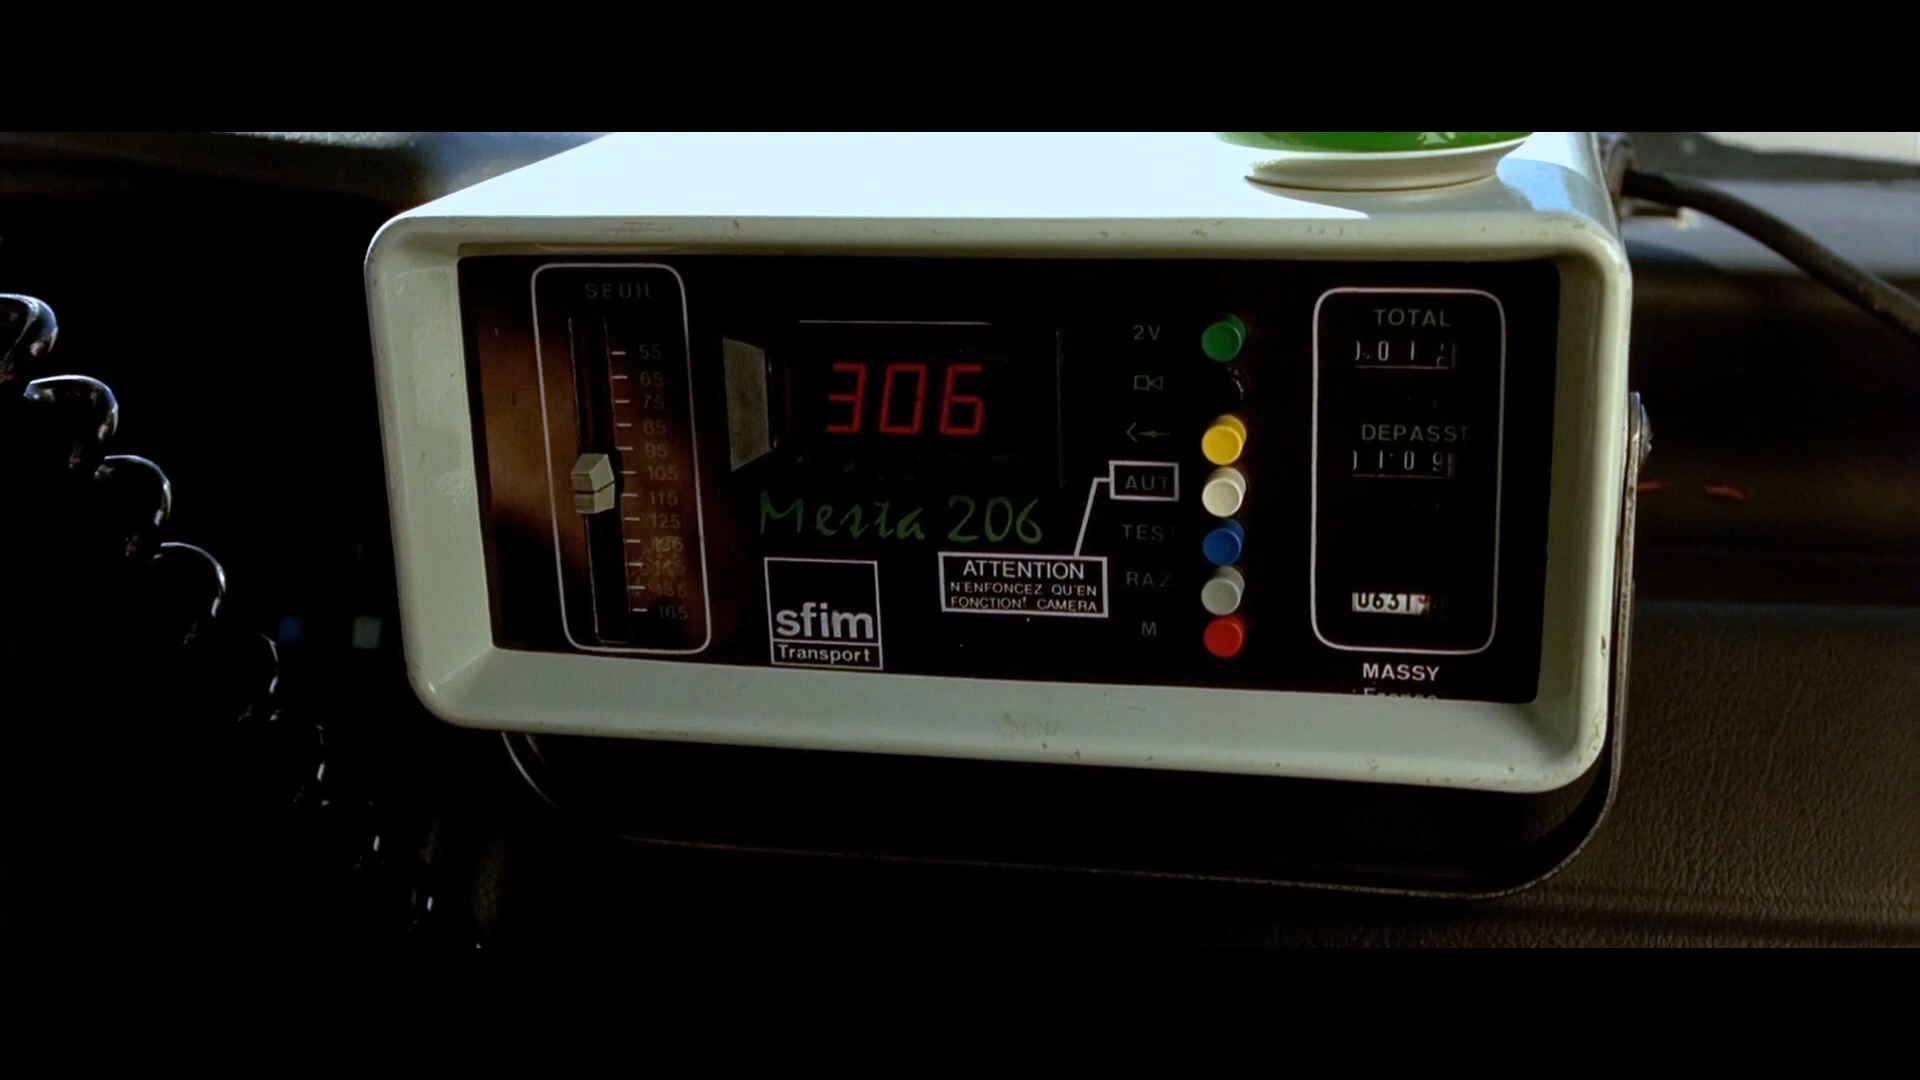 SEUIL
55
65
75
85
95
105
115
125
165
306
Mesta 206
sfim
Transport
ATTENTION
N'ENFONCEZ QU'EN
FONCTIONT CAMERA
2V
AUT
TEST
RAZ
M
TOTAL
DEPASST
MASSY